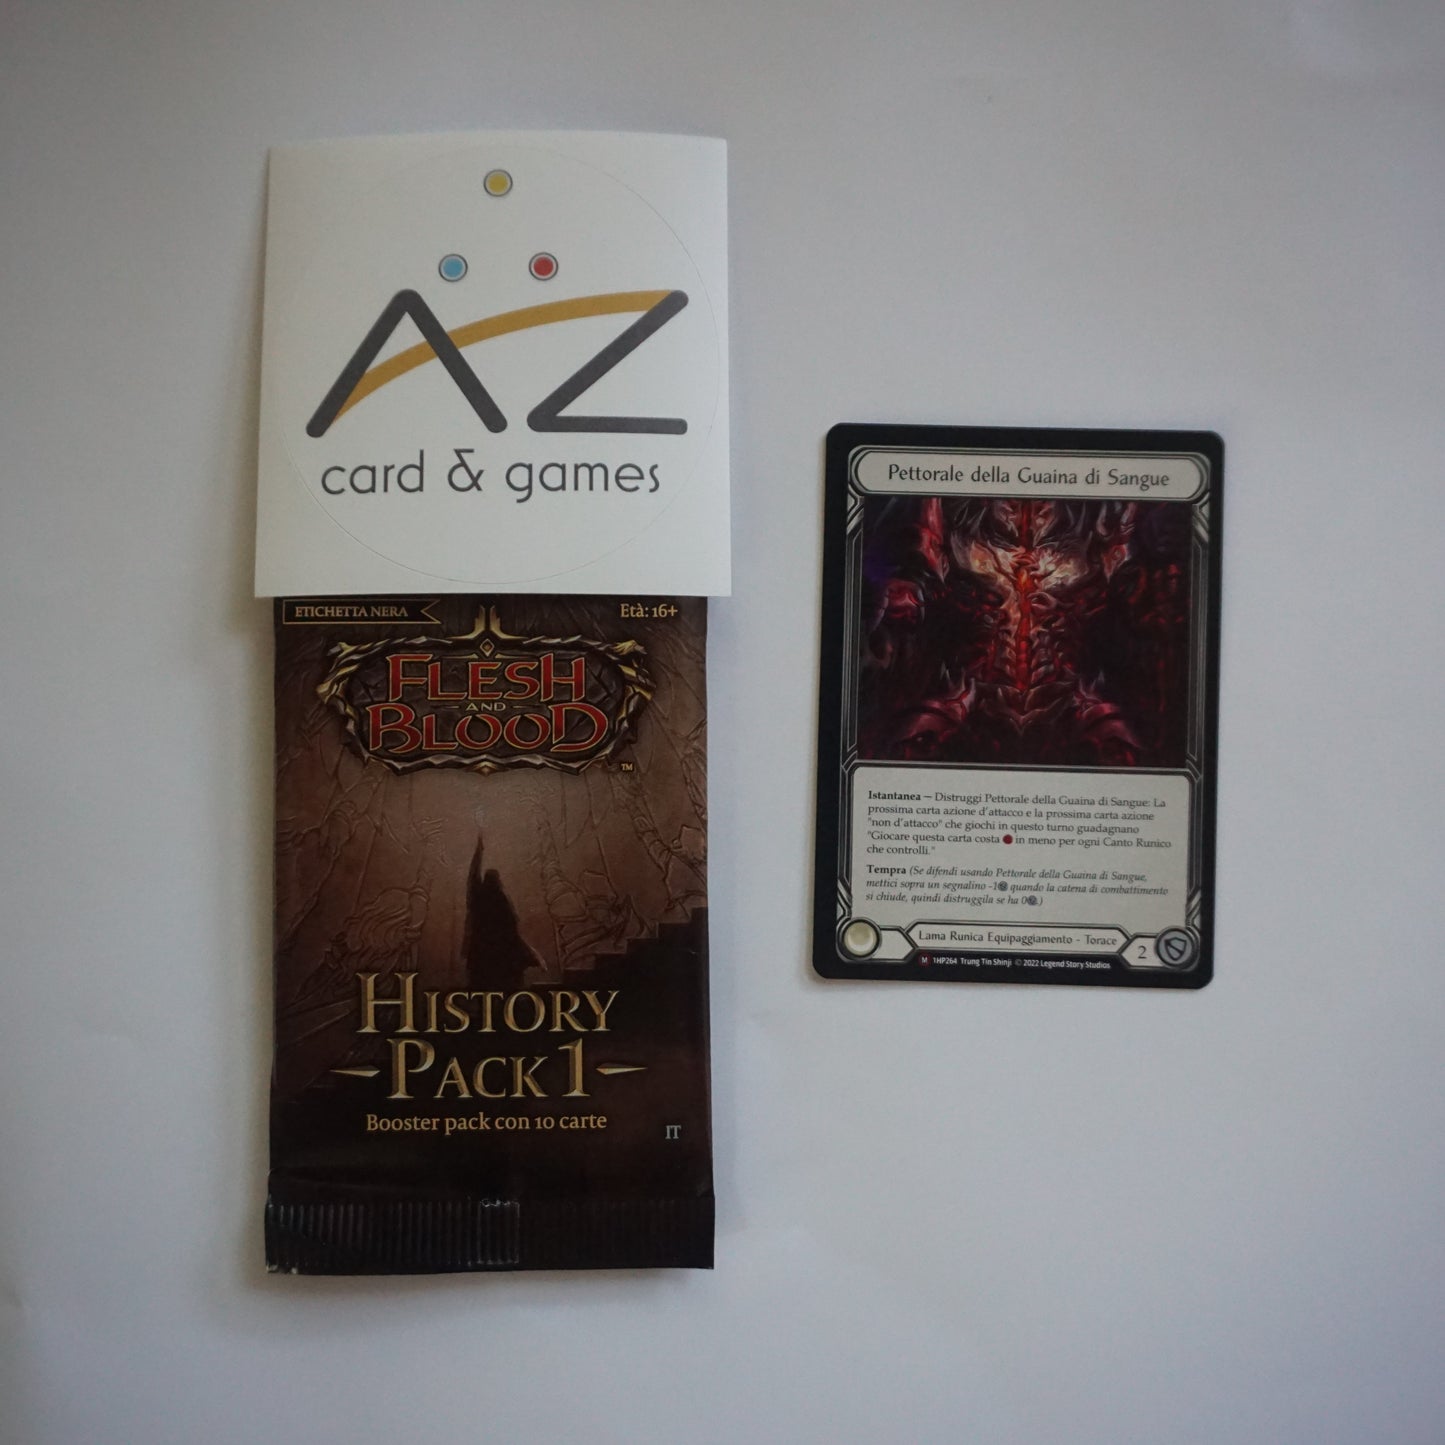 AZ
card & games
ETICHETTA NERA
Età: 16+
FLESH
AND
BLOOD
TM
HISTORY
PACK 1
Booster pack con 10 carte
IT
Pettorale della Guaina di Sangue
Istantanea — Distruggi Pettorale della Guaina di Sangue: La
prossima carta azione d'attacco e la prossima carta azione
"non d'attacco" che giochi in questo turno guadagnano
"Giocare questa carta costa in meno per ogni Canto Runico
che controlli."
Tempra (Se difendi usando Pettorale della Guaina di Sangue,
mettici sopra un segnalino -1 quando la catena di combattimento
si chiude, quindi distruggila se ha 0.)
Lama Runica Equipaggiamento - Torace
2
M 1HP264 Trung Tin Shinji © 2022 Legend Story Studios